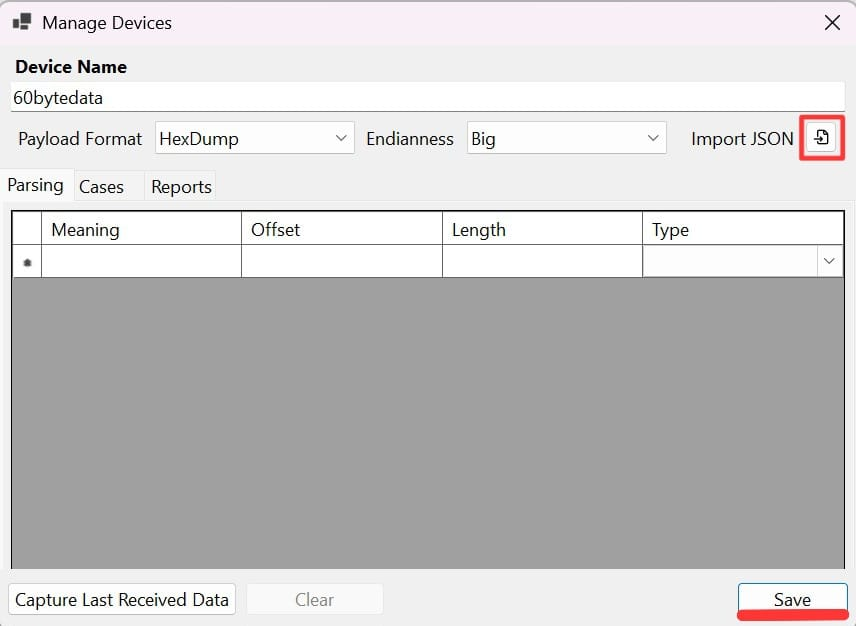 Manage Devices
Device Name
60bytedata
Payload Format HexDump Endianness Big Import JSON
Parsing Cases Reports
Meaning Offset Length Type
Capture Last Received Data Clear Save